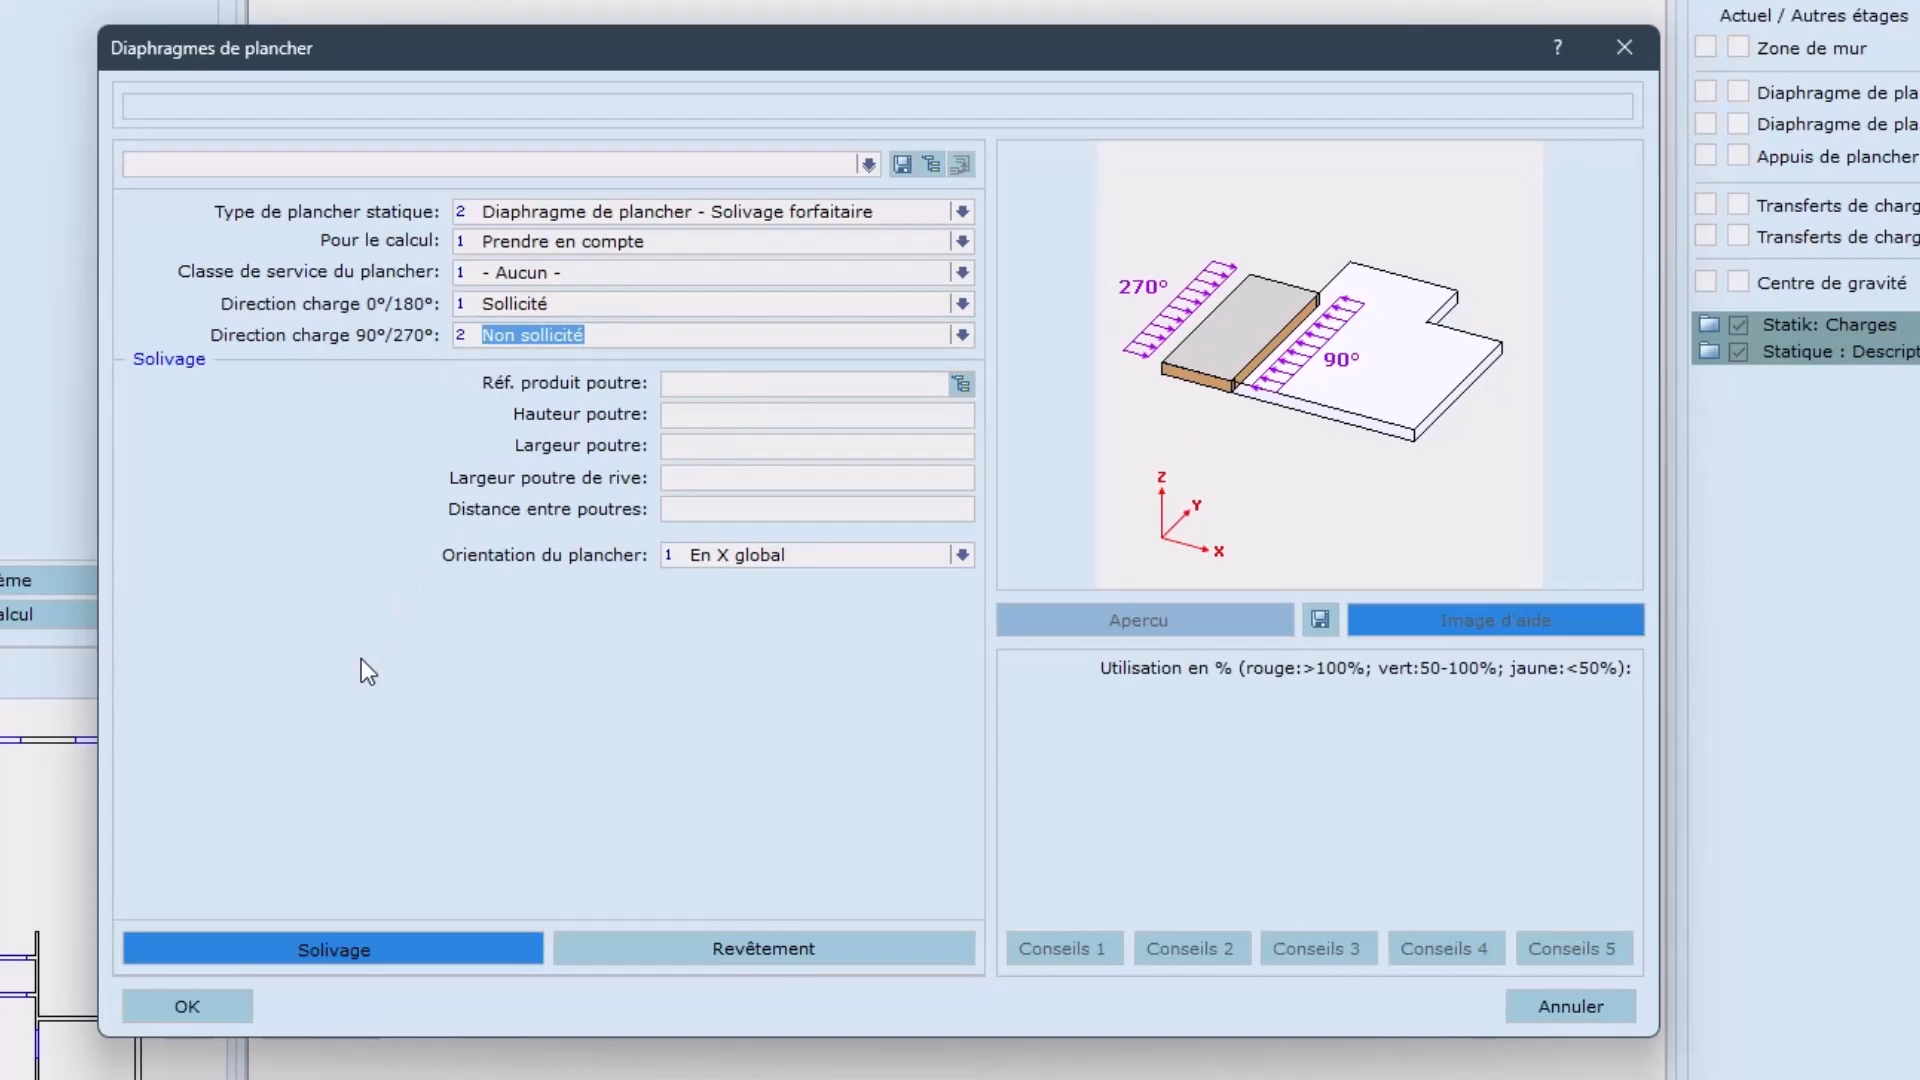 Actuel / Autres étages
Diaphragmes de plancher
?
Zone de mur
Diaphragme de pla
Diaphragme de pla
Appuis de plancher
Transferts de charg
Transferts de charg
Centre de gravité
Statik: Charges
Statique : Descript
Type de plancher statique: 2 Diaphragme de plancher - Solivage forfaitaire
Pour le calcul: 1 Prendre en compte
Classe de service du plancher: 1 - Aucun -
Direction charge 0°/180°: 1 Sollicité
Direction charge 90°/270°: 2 Non sollicité
Solivage
Réf. produit poutre:
Hauteur poutre:
Largeur poutre:
Largeur poutre de rive:
Distance entre poutres:
Orientation du plancher: 1 En X global
270°
90°
Z
Y
X
Apercu
Image d'aide
Utilisation en % (rouge:>100%; vert:50-100%; jaune:<50%):
ème
alcul
Solivage
Revêtement
Conseils 1
Conseils 2
Conseils 3
Conseils 4
Conseils 5
OK
Annuler